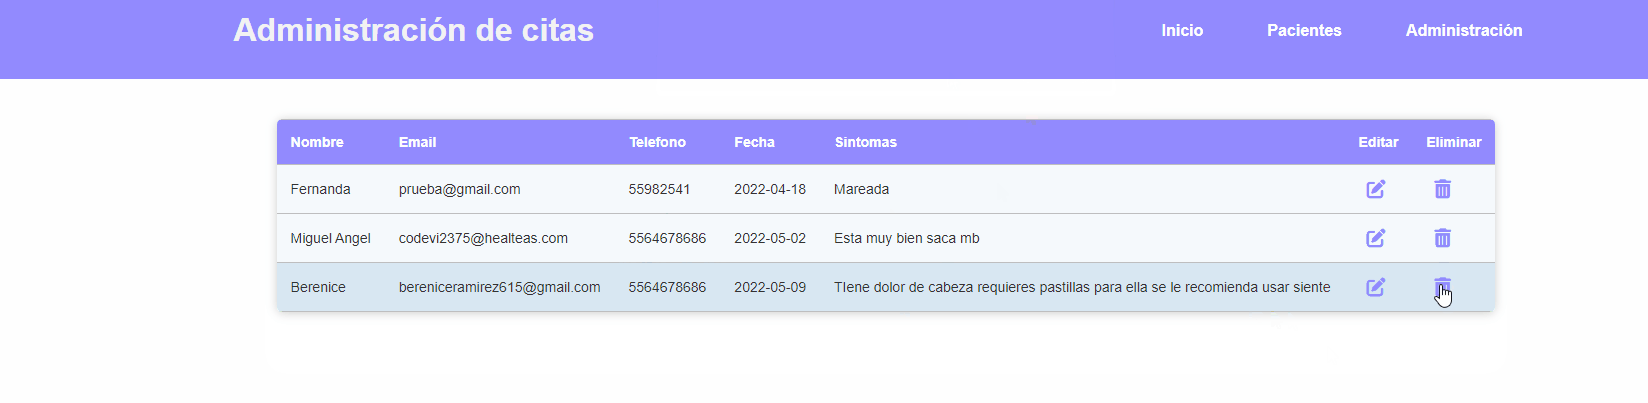 Administración de citas Inicio Pacientes Administración
Nombre Email Telefono Fecha Sintomas Editar Eliminar
Fernanda prueba@gmail.com 55982541 2022-04-18 Mareada
Miguel Angel codevi2375@healteas.com 5564678686 2022-05-02 Esta muy bien saca mb
Berenice bereniceramirez615@gmail.com 5564678686 2022-05-09 TIene dolor de cabeza requieres pastillas para ella se le recomienda usar siente